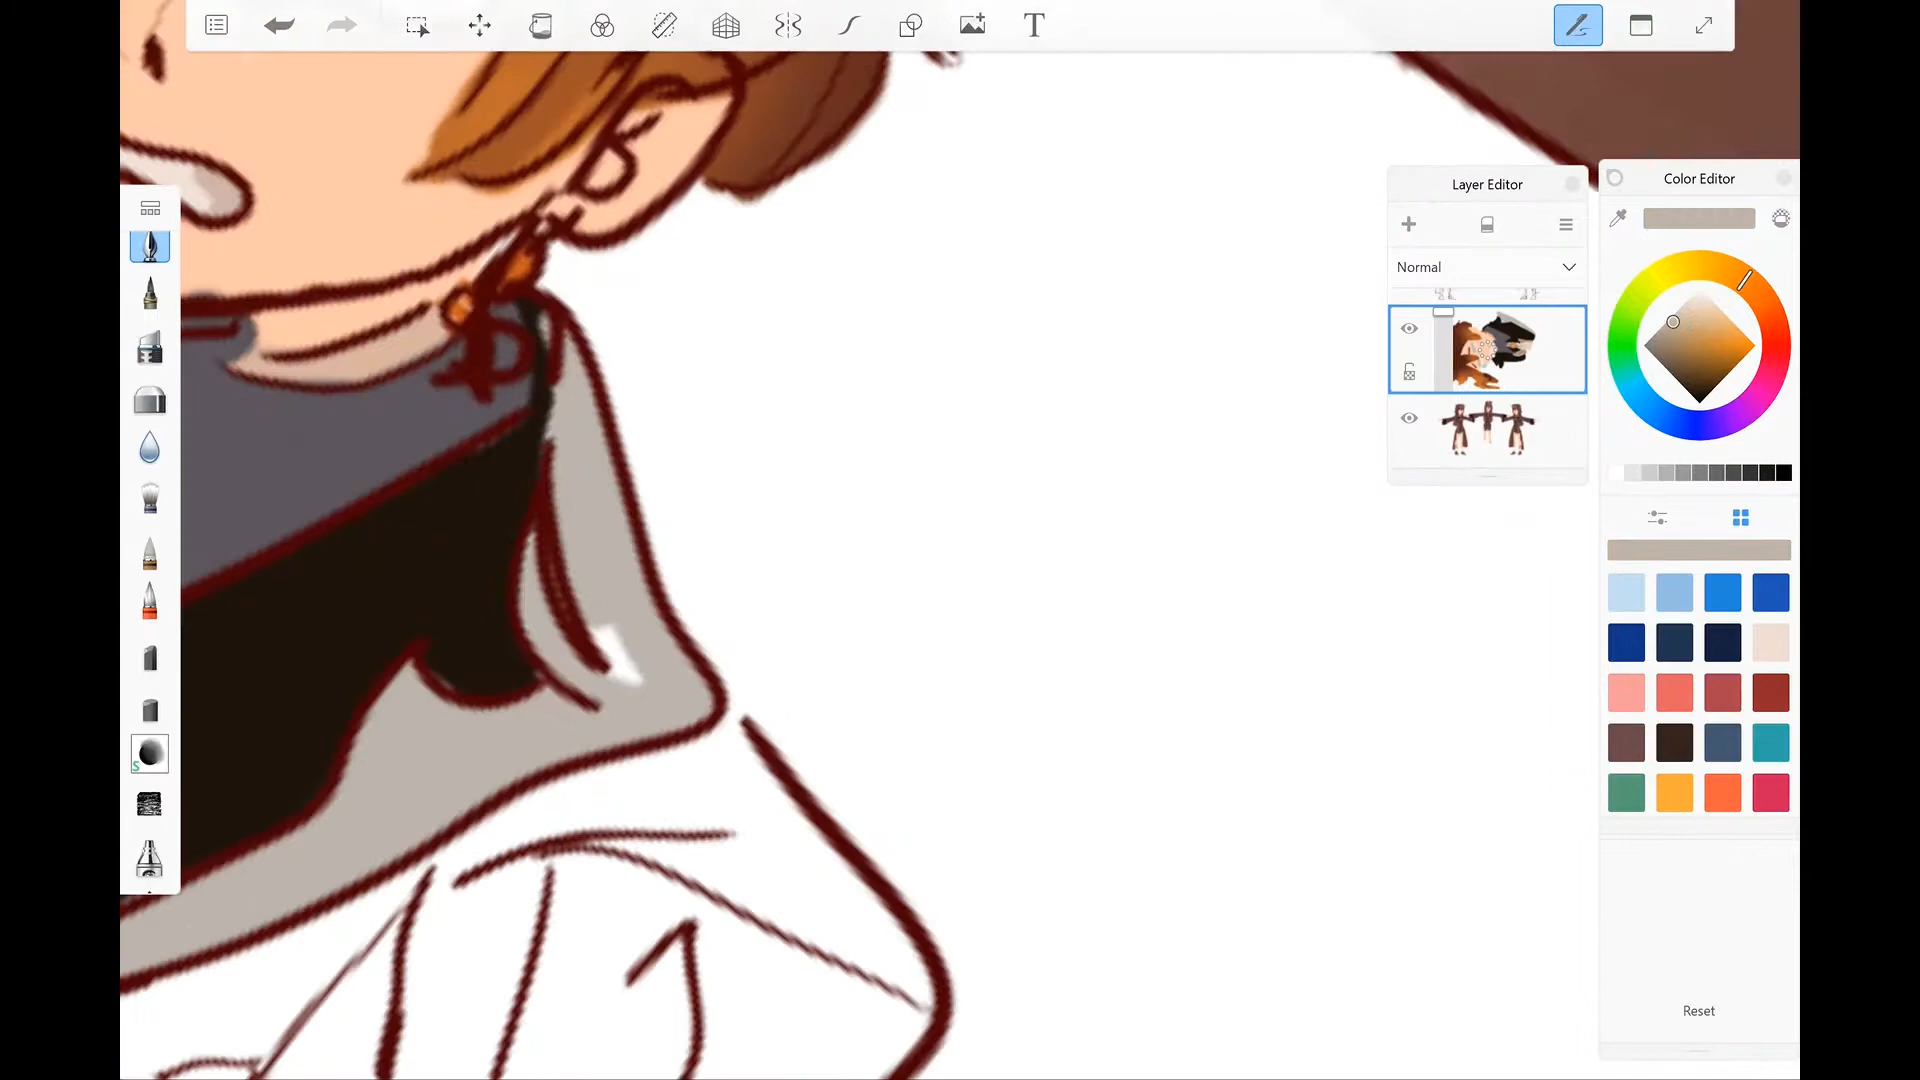 T
Layer Editor
Color Editor
Normal
S
Reset